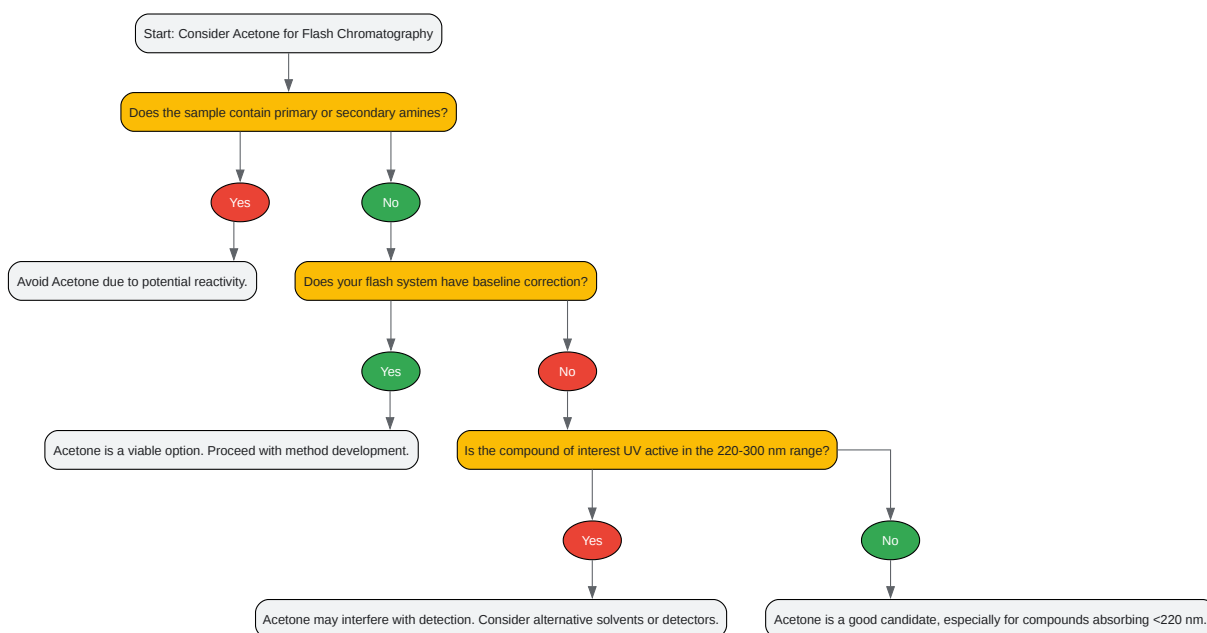 Start: Consider Acetone for Flash Chromatography
Does the sample contain primary or secondary amines?
Yes
No
Avoid Acetone due to potential reactivity.
Does your flash system have baseline correction?
Yes
No
Acetone is a viable option. Proceed with method development.
Is the compound of interest UV active in the 220-300 nm range?
Yes
No
Acetone may interfere with detection. Consider alternative solvents or detectors.
Acetone is a good candidate, especially for compounds absorbing <220 nm.